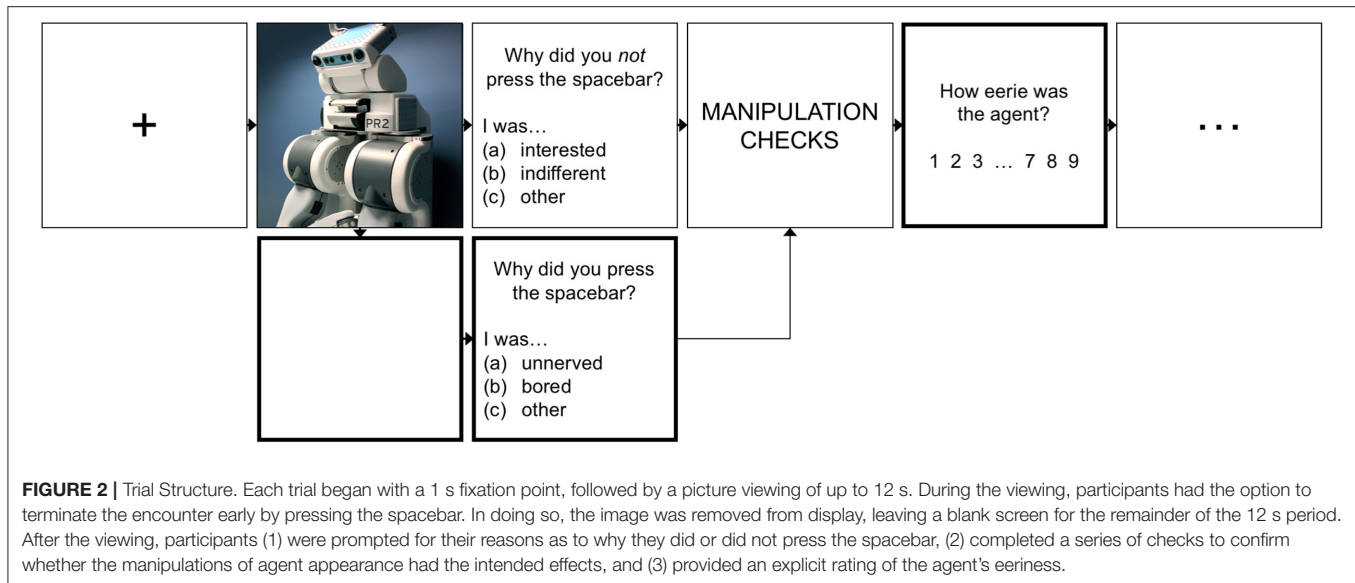 +
PR2
Why did you not
press the spacebar?
I was...
(a) interested
(b) indifferent
(c) other
MANIPULATION
CHECKS
How eerie was
the agent?
1 2 3 ... 7 8 9
...
Why did you press
the spacebar?
I was...
(a) unnerved
(b) bored
(c) other
FIGURE 2 | Trial Structure. Each trial began with a 1 s fixation point, followed by a picture viewing of up to 12 s. During the viewing, participants had the option to
terminate the encounter early by pressing the spacebar. In doing so, the image was removed from display, leaving a blank screen for the remainder of the 12 s period.
After the viewing, participants (1) were prompted for their reasons as to why they did or did not press the spacebar, (2) completed a series of checks to confirm
whether the manipulations of agent appearance had the intended effects, and (3) provided an explicit rating of the agent's eeriness.